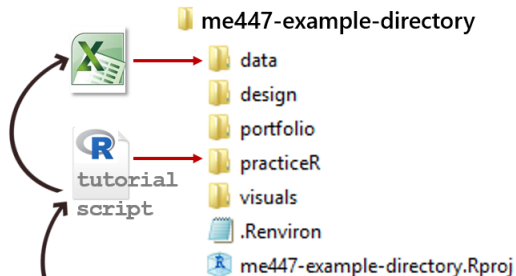 me447-example-directory
data
design
portfolio
R
practiceR
tutorial
script
visuals
.Renviron
me447-example-directory.Rproj